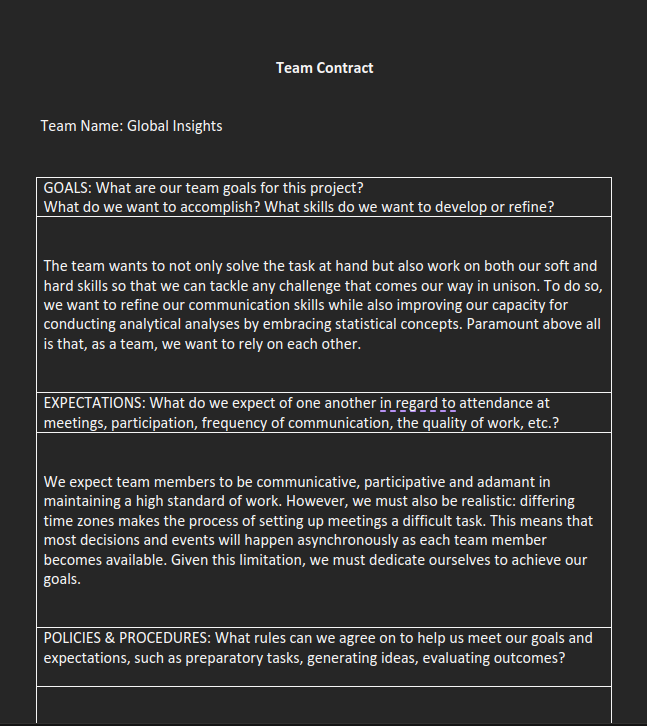 Team Contract
Team Name: Global Insights
GOALS: What are our team goals for this project?
What do we want to accomplish? What skills do we want to develop or refine?
The team wants to not only solve the task at hand but also work on both our soft and
hard skills so that we can tackle any challenge that comes our way in unison. To do so,
we want to refine our communication skills while also improving our capacity for
conducting analytical analyses by embracing statistical concepts. Paramount above all
is that, as a team, we want to rely on each other.
EXPECTATIONS: What do we expect of one another in regard to attendance at
meetings, participation, frequency of communication, the quality of work, etc.?
We expect team members to be communicative, participative and adamant in
maintaining a high standard of work. However, we must also be realistic: differing
time zones makes the process of setting up meetings a difficult task. This means that
most decisions and events will happen asynchronously as each team member
becomes available. Given this limitation, we must dedicate ourselves to achieve our
goals.
POLICIES & PROCEDURES: What rules can we agree on to help us meet our goals and
expectations, such as preparatory tasks, generating ideas, evaluating outcomes?